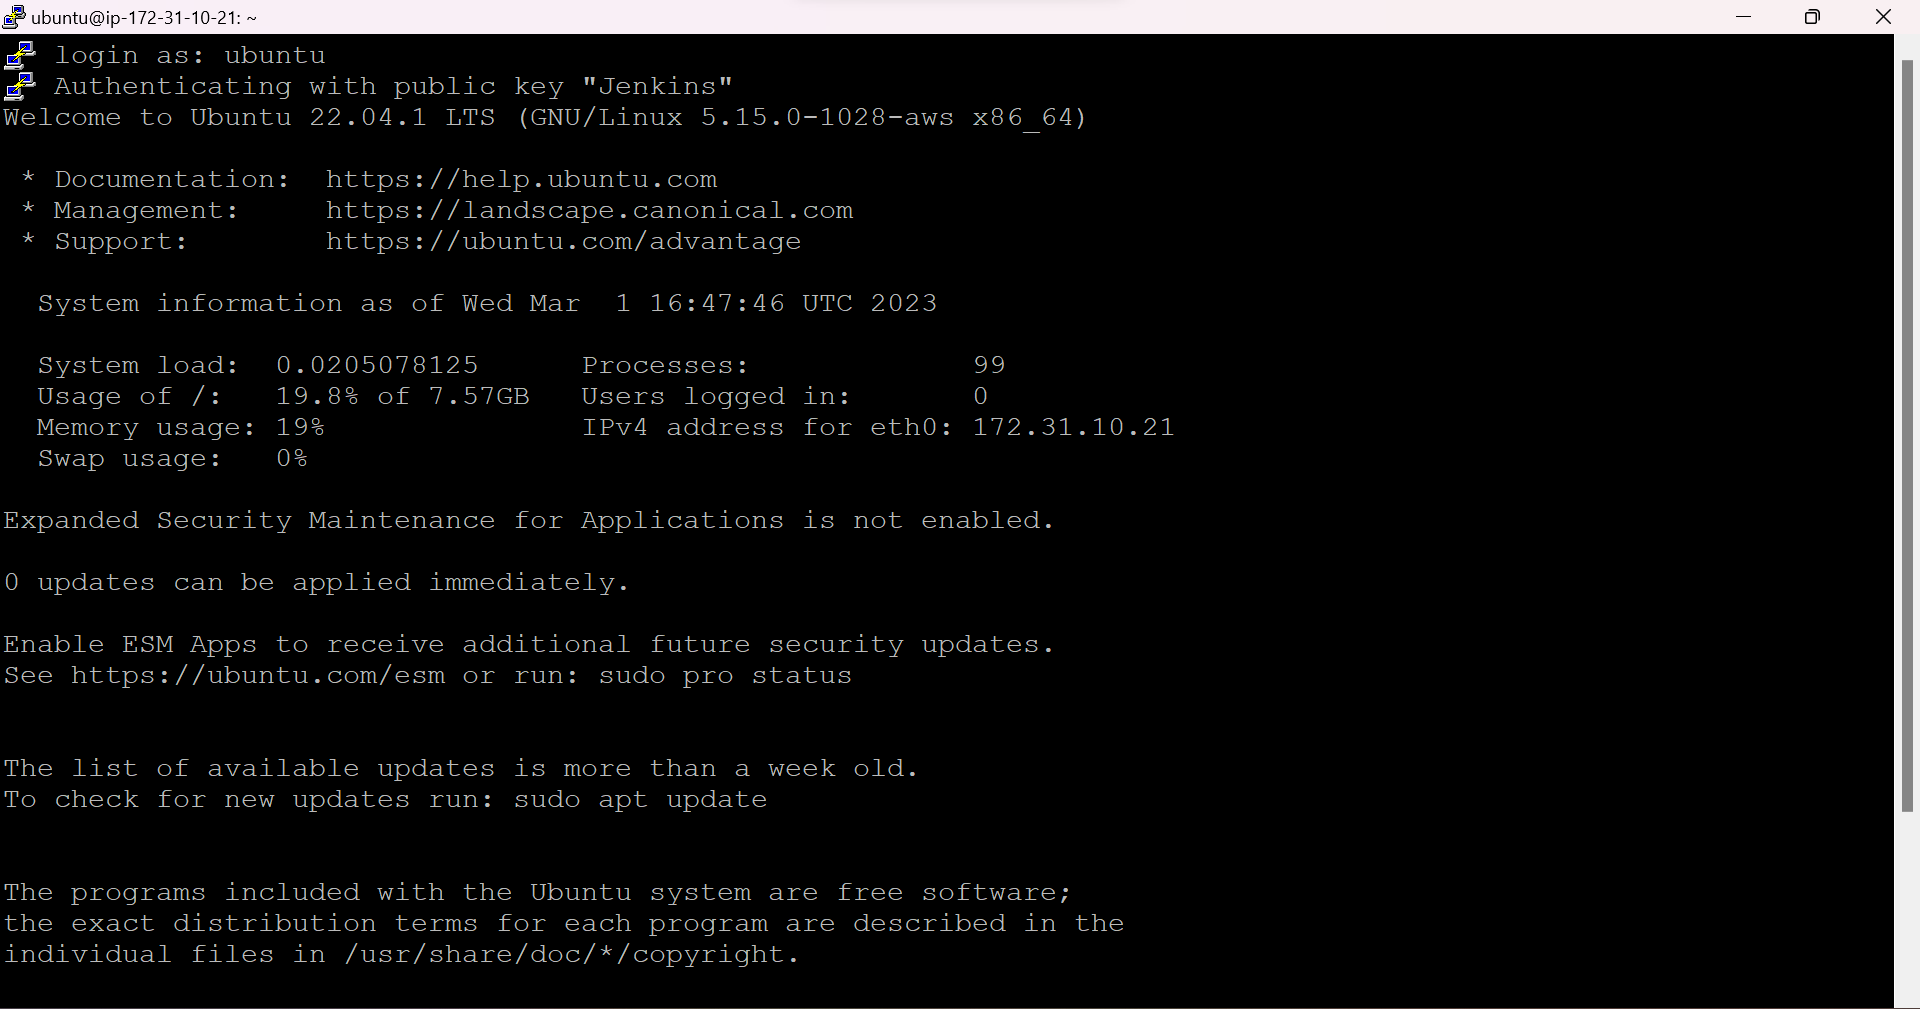 ubuntu@ip-172-31-10-21: ~
login as: ubuntu
Authenticating with public key "Jenkins"
Welcome to Ubuntu 22.04.1 LTS (GNU/Linux 5.15.0-1028-aws x86_64)
* Documentation:  https://help.ubuntu.com
* Management:     https://landscape.canonical.com
* Support:        https://ubuntu.com/advantage
System information as of Wed Mar  1 16:47:46 UTC 2023
System load:  0.0205078125      Processes:             99
Usage of /:   19.8% of 7.57GB   Users logged in:       0
Memory usage: 19%               IPv4 address for eth0: 172.31.10.21
Swap usage:   0%
Expanded Security Maintenance for Applications is not enabled.
0 updates can be applied immediately.
Enable ESM Apps to receive additional future security updates.
See https://ubuntu.com/esm or run: sudo pro status
The list of available updates is more than a week old.
To check for new updates run: sudo apt update
The programs included with the Ubuntu system are free software;
the exact distribution terms for each program are described in the
individual files in /usr/share/doc/*/copyright.